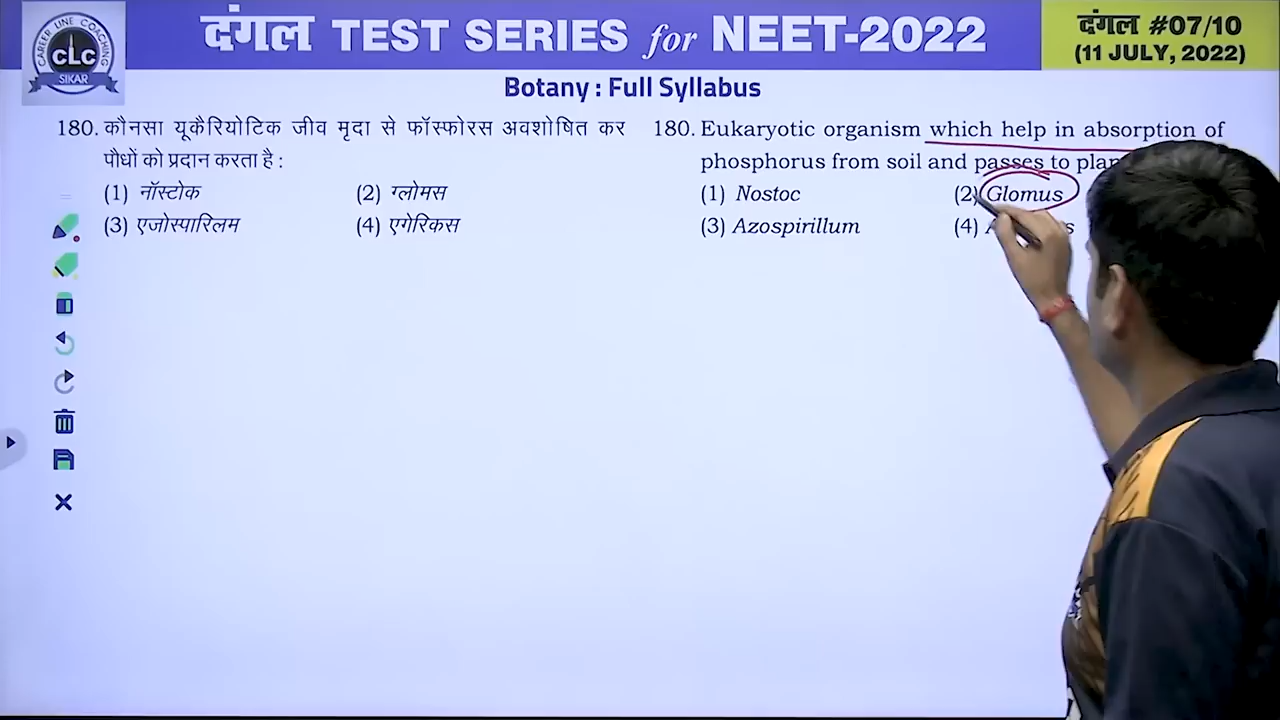 CAREER LINE COACHING
CLC
SIKAR
दंगल TEST SERIES for NEET-2022
दंगल #07/10
(11 JULY, 2022)
Botany : Full Syllabus
180. कौनसा यूकैरियोटिक जीव मृदा से फॉस्फोरस अवशोषित कर
पौधों को प्रदान करता है :
(1) नॉस्टोक (2) ग्लोमस
(3) एजोस्पारिलम (4) एगेरिकस
180. Eukaryotic organism which help in absorption of
phosphorus from soil and passes to
(1) Nostoc (2) Glomus
(3) Azospirillum (4)